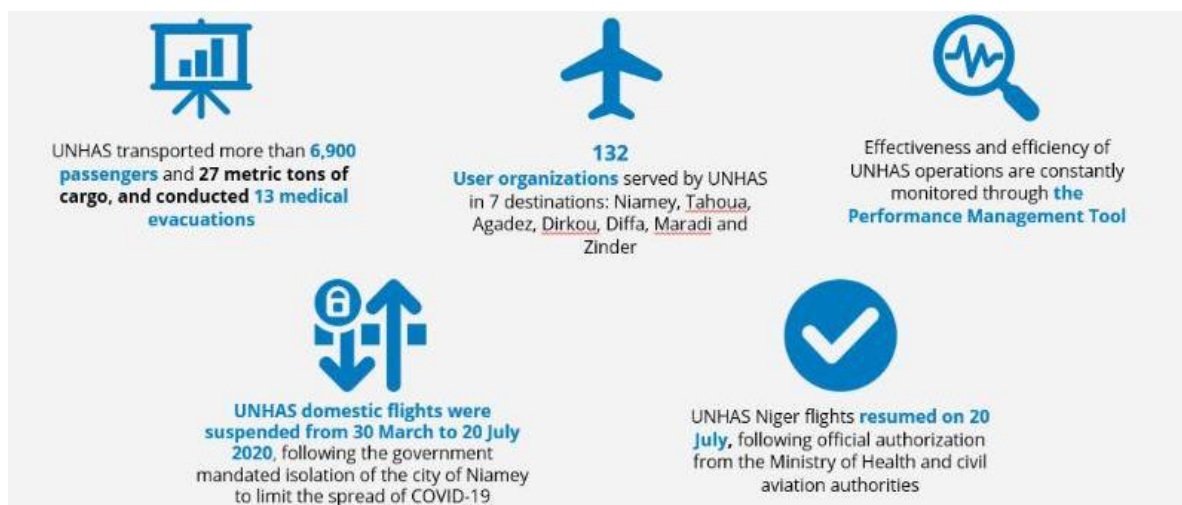 UNHAS transported more than 6,900
passengers and 27 metric tons of
cargo, and conducted 13 medical
evacuations
132
User organizations served by UNHAS
in 7 destinations: Niamey, Tahoua,
Agadez, Dirkou, Diffa, Maradi and
Zinder
Effectiveness and efficiency of
UNHAS operations are constantly
monitored through the
Performance Management Tool
UNHAS domestic flights were
suspended from 30 March to 20 July
2020, following the government
mandated isolation of the city of Niamey
to limit the spread of COVID-19
UNHAS Niger flights resumed on 20
July, following official authorization
from the Ministry of Health and civil
aviation authorities